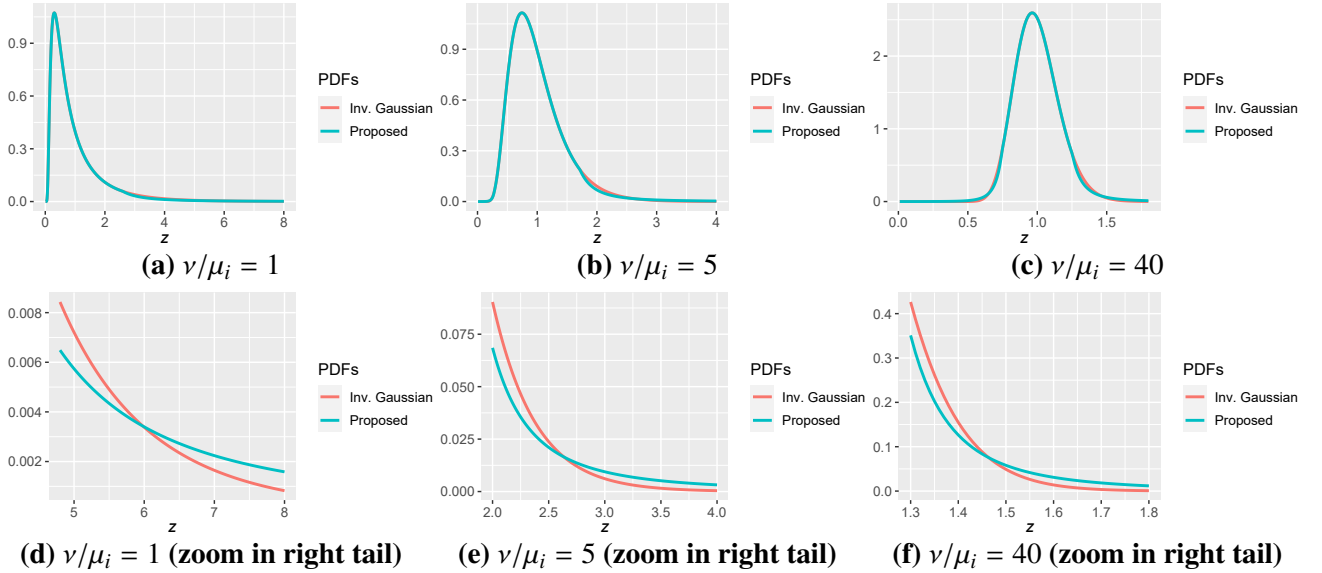 0.9
0.6
0.3
0.0
0 2 4 6 8
z
PDFs
Inv. Gaussian
Proposed
(a) ν/μᵢ = 1
0.9
0.6
0.3
0.0
0 1 2 3 4
z
PDFs
Inv. Gaussian
Proposed
(b) ν/μᵢ = 5
2
1
0
0.0 0.5 1.0 1.5
z
PDFs
Inv. Gaussian
Proposed
(c) ν/μᵢ = 40
0.008
0.006
0.004
0.002
5 6 7 8
z
PDFs
Inv. Gaussian
Proposed
(d) ν/μᵢ = 1 (zoom in right tail)
0.075
0.050
0.025
0.000
2.0 2.5 3.0 3.5 4.0
z
PDFs
Inv. Gaussian
Proposed
(e) ν/μᵢ = 5 (zoom in right tail)
0.4
0.3
0.2
0.1
0.0
1.3 1.4 1.5 1.6 1.7 1.8
z
PDFs
Inv. Gaussian
Proposed
(f) ν/μᵢ = 40 (zoom in right tail)